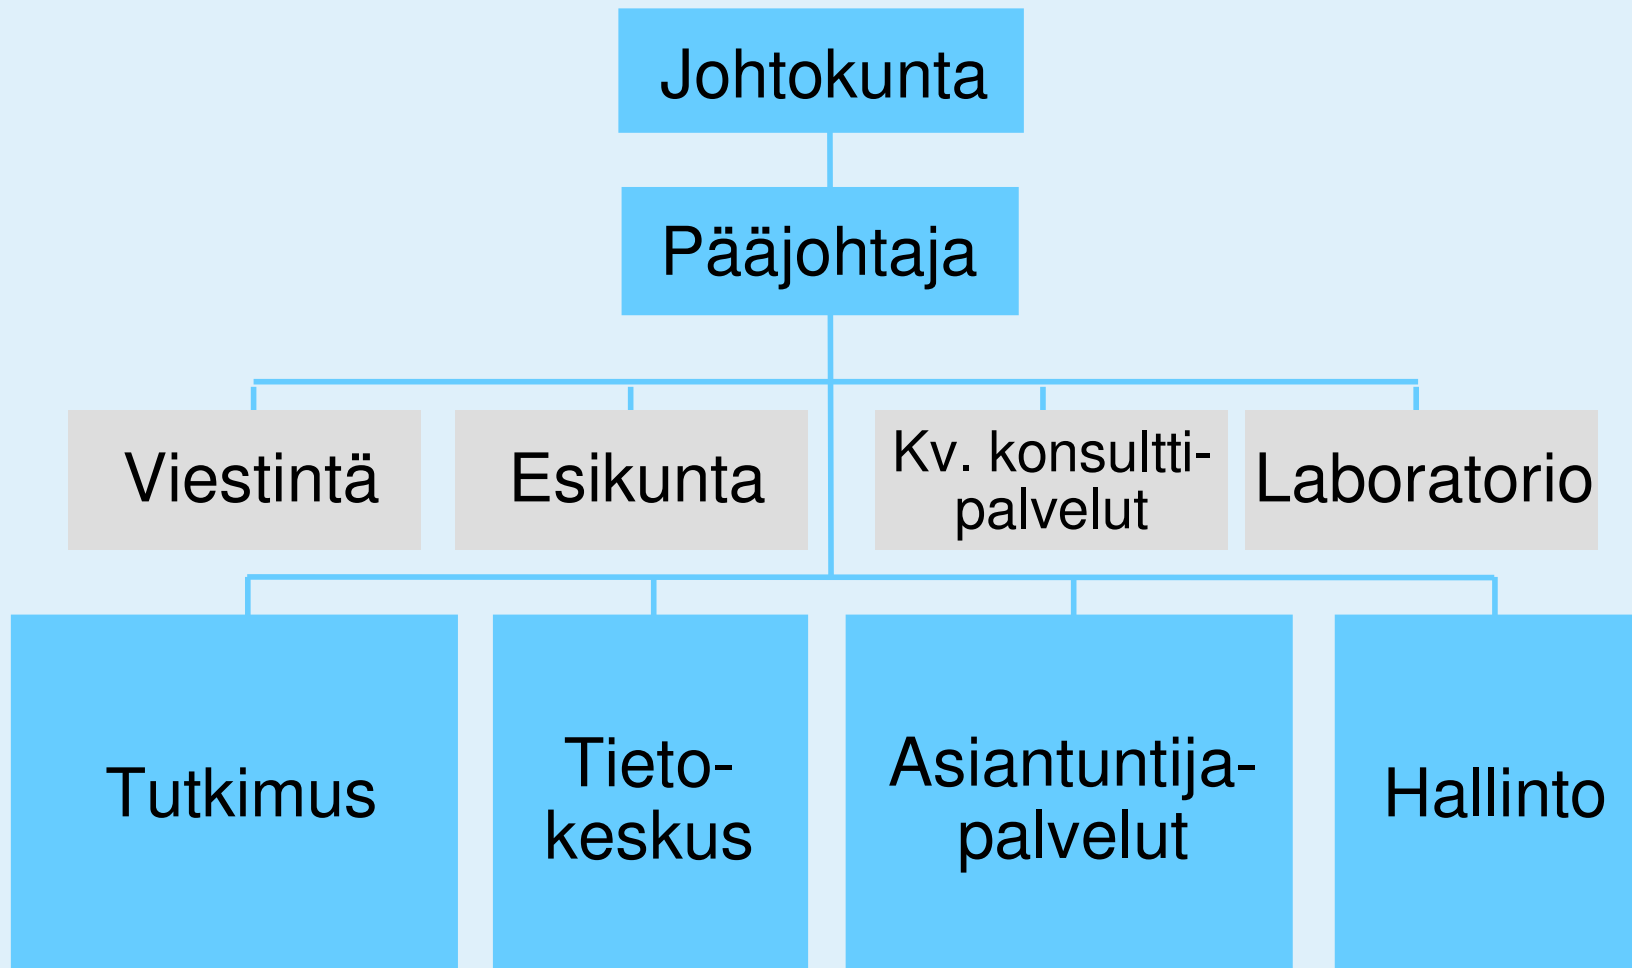 Johtokunta
Pääjohtaja
Viestintä
Esikunta
Kv. konsultti-
palvelut
Laboratorio
Tutkimus
Tieto-
keskus
Asiantuntija-
palvelut
Hallinto